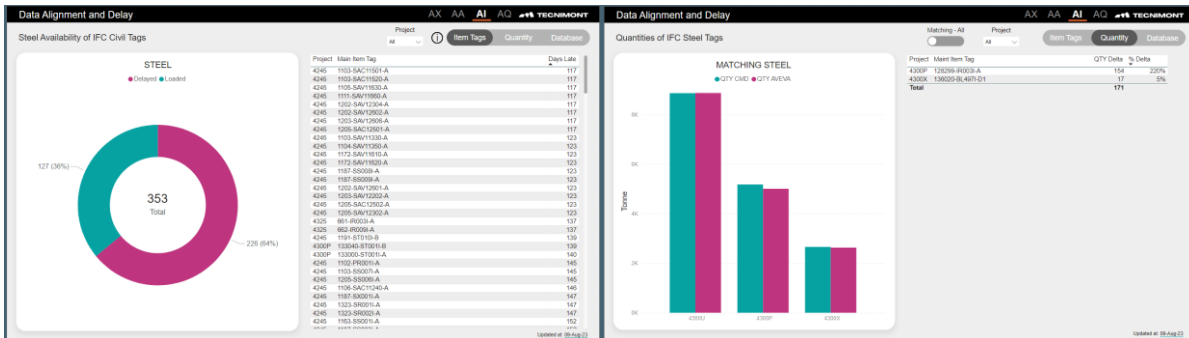 Data Alignment and Delay
AX AA AI AQ TECNIMONT
Steel Availability of IFC Civil Tags
Project
All
Item Tags Quantity Database
STEEL
Delayed Loaded
127 (36%)
353
Total
226 (64%)
Project Main Item Tag Days Late
4245 1103-SAC11501-A 117
4245 1103-SAC11520-A 117
4245 1105-SAV11630-A 117
4245 1111-SAV11660-A 117
4245 1202-SAV12304-A 117
4245 1202-SAV12602-A 117
4245 1203-SAV12606-A 117
4245 1205-SAC12501-A 117
4245 1103-SAV11330-A 123
4245 1104-SAV11350-A 123
4245 1172-SAV11610-A 123
4245 1172-SAV11620-A 123
4245 1187-SS008I-A 123
4245 1187-SS009I-A 123
4245 1202-SAV12601-A 123
4245 1203-SAV12202-A 123
4245 1205-SAC12502-A 123
4245 1205-SAV12302-A 123
4325 661-IR003I-A 137
4325 662-IR009I-A 137
4245 1191-ST010I-B 139
4300P 133040-ST001I-B 139
4300P 133000-ST001I-A 140
4245 1102-PR001I-A 145
4245 1103-SS007I-A 145
4245 1205-SS006I-A 145
4245 1106-SAC11240-A 146
4245 1187-SX001I-A 147
4245 1323-SR001I-A 147
4245 1323-SR002I-A 147
4245 1163-SS001I-A 152
Updated at: 09-Aug-23
Data Alignment and Delay
AX AA AI AQ TECNIMONT
Quantities of IFC Steel Tags
Matching - All
Project
All
Item Tags Quantity Database
MATCHING STEEL
QTY CMD QTY AVEVA
Tonne
8K
6K
4K
2K
0K
4300U 4300P 4300X
Project Maint Item Tag QTY Delta % Delta
4300P 128299-IR003I-A 154 220%
4300X 136020-BL497I-D1 17 5%
Total 171
Updated at: 09-Aug-23